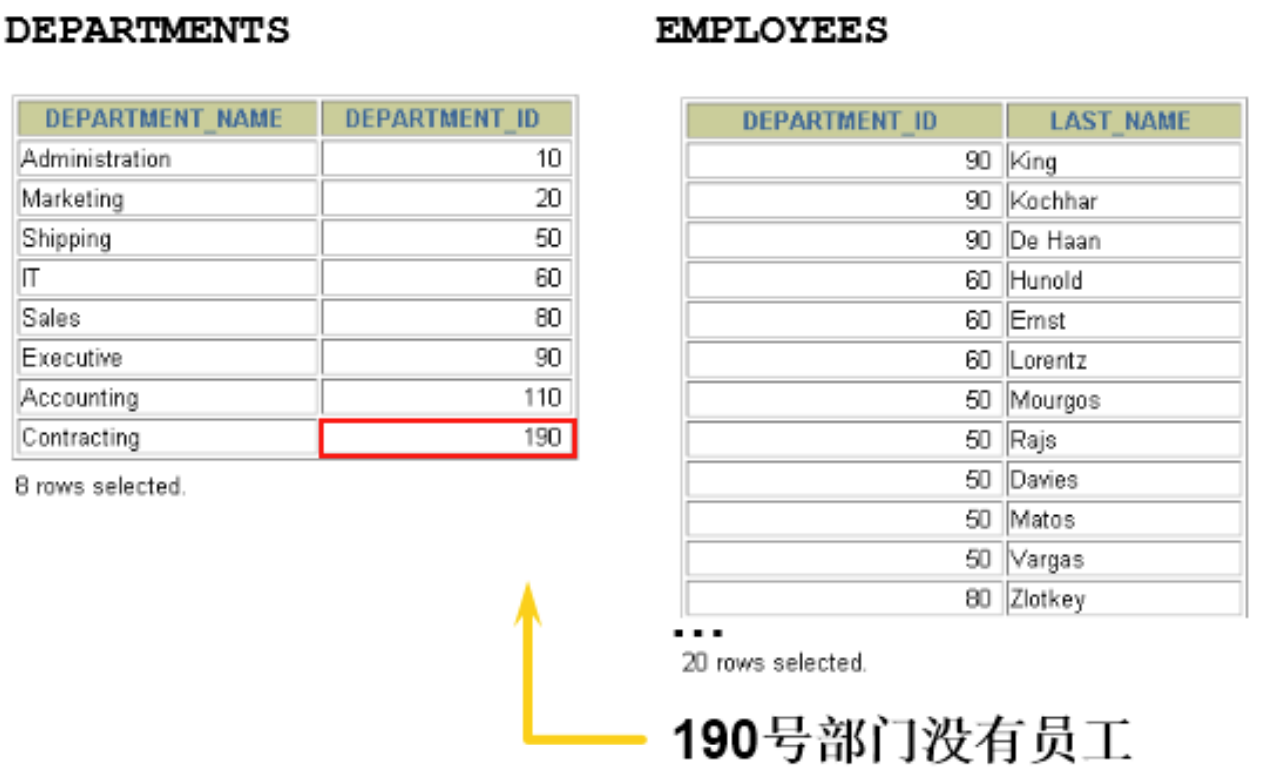 DEPARTMENTS
DEPARTMENT_NAME DEPARTMENT_ID
Administration 10
Marketing 20
Shipping 50
IT 60
Sales 80
Executive 90
Accounting 110
Contracting 190
8 rows selected.
EMPLOYEES
DEPARTMENT_ID LAST_NAME
90 King
90 Kochhar
90 De Haan
60 Hunold
60 Ernst
60 Lorentz
50 Mourgos
50 Rajs
50 Davies
50 Matos
50 Vargas
80 Zlotkey
...
20 rows selected.
190号部门没有员工